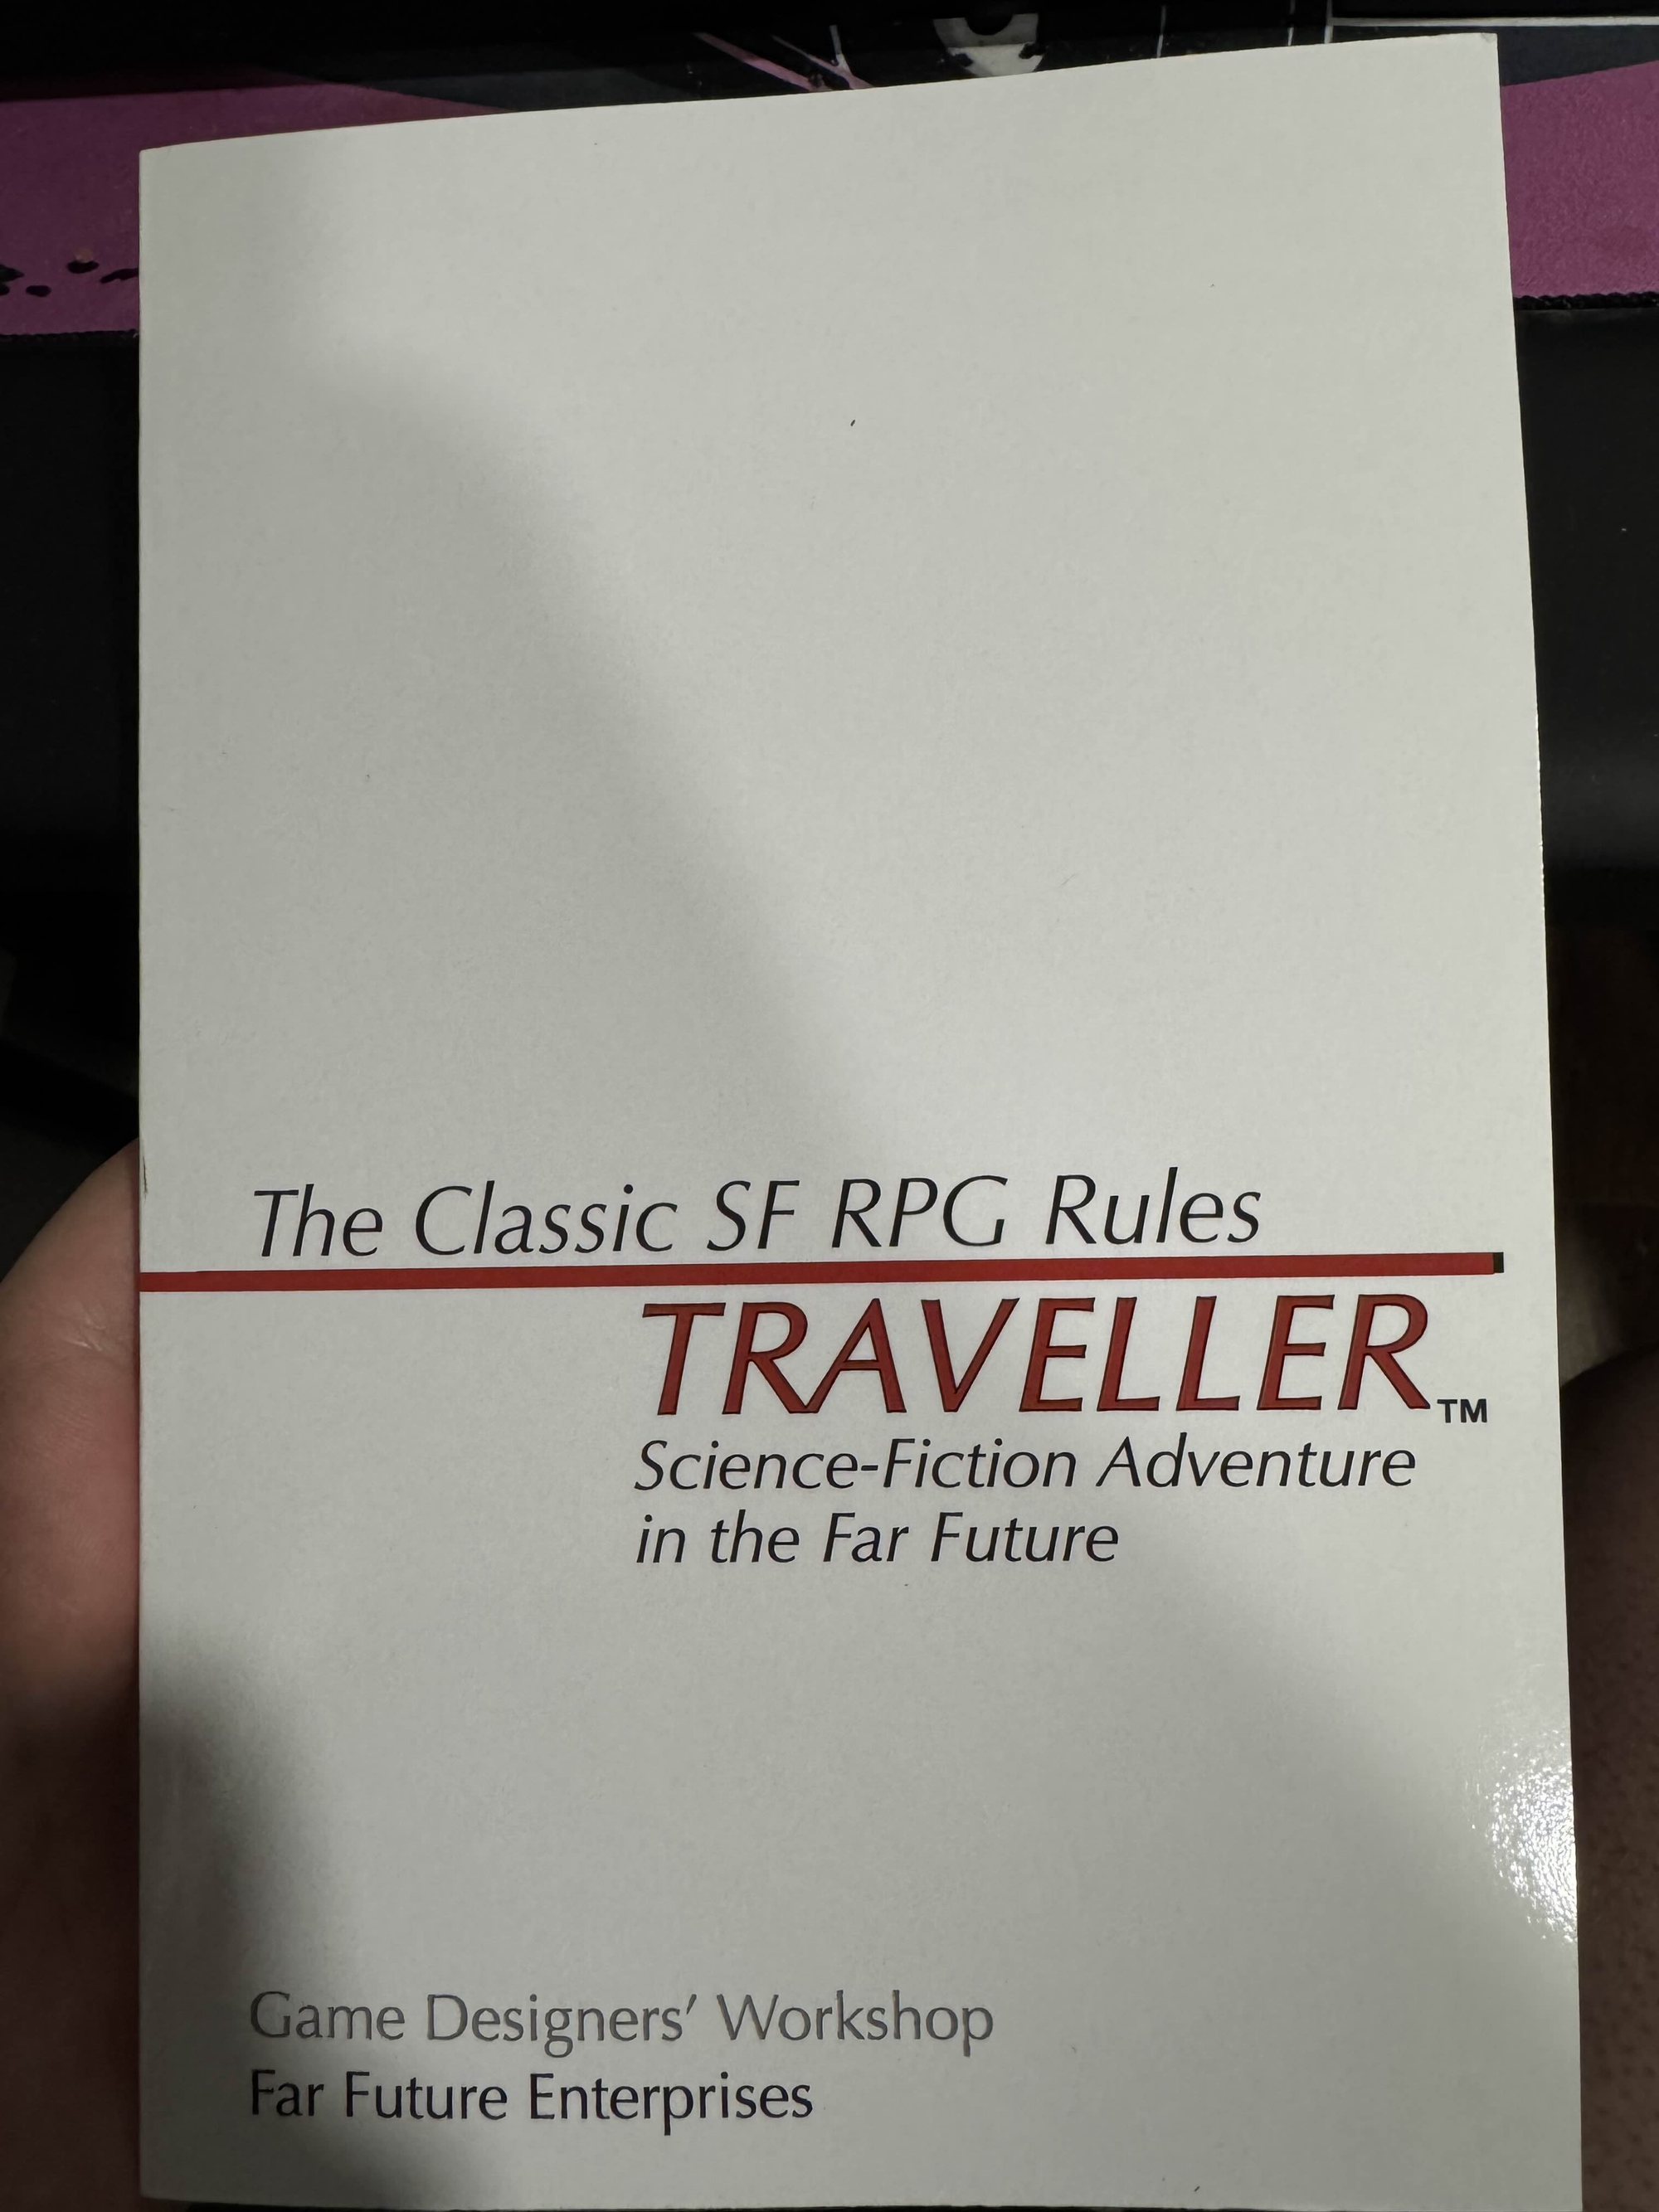 The Classic SF RPG Rules
TRAVELLER™
Science-Fiction Adventure
in the Far Future
Game Designers’ Workshop
Far Future Enterprises